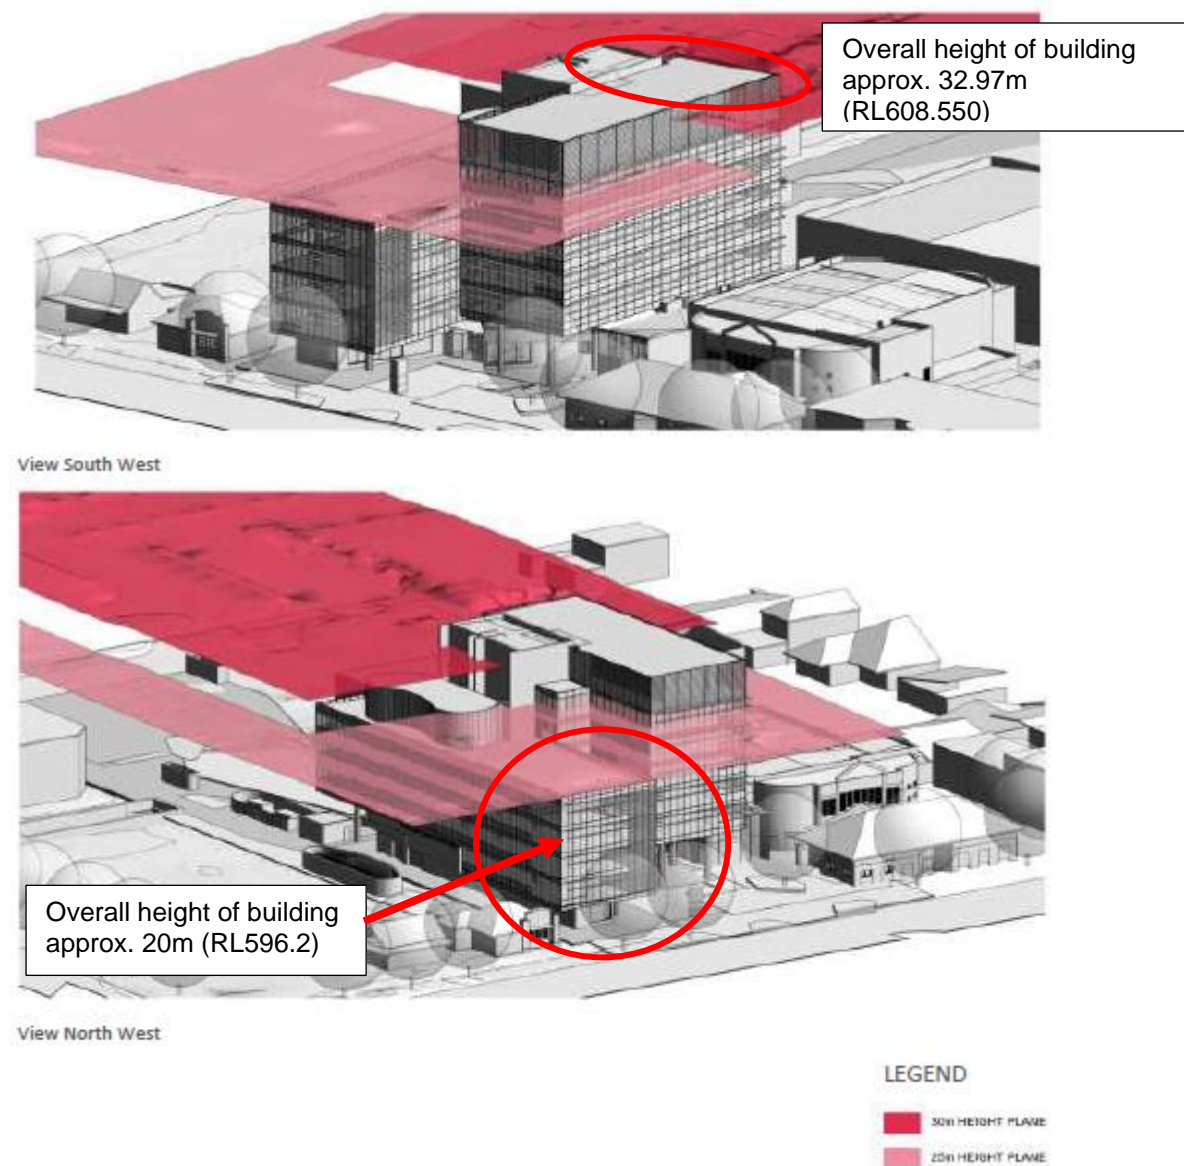 Overall height of building
approx. 32.97m
(RL608.550)
View South West
Overall height of building
approx. 20m (RL596.2)
View North West
LEGEND
30m HEIGHT PLANE
20m HEIGHT PLANE